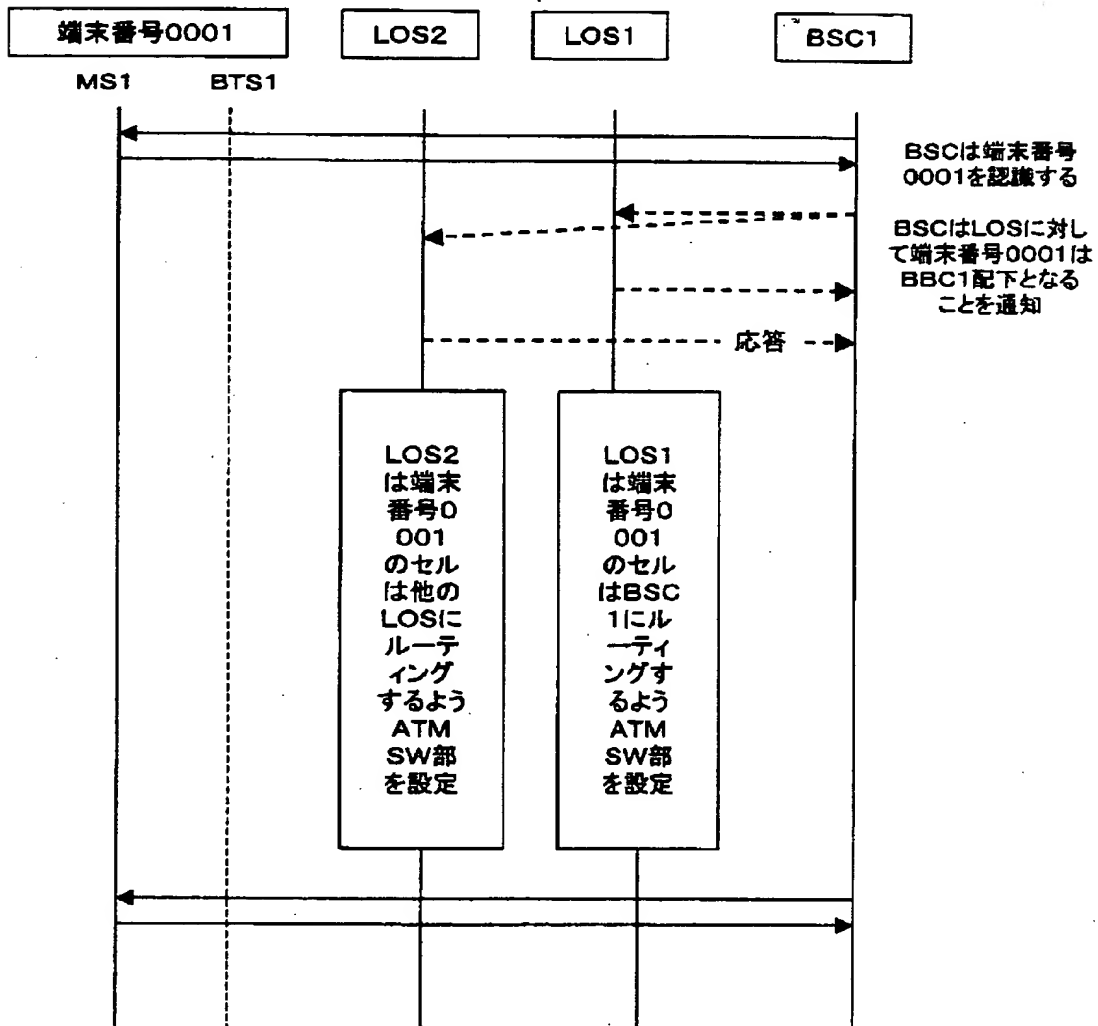 端末番号0001
LOS2
LOS1
BSC1
MS1
BTS1
BSCは端末番号
0001を認識する
BSCはLOSに対し
て端末番号0001は
BBC1配下となる
ことを通知
応答
LOS2
は端末
番号0
001
のセル
は他の
LOSに
ルーテ
ィング
するよう
ATM
SW部
を設定
LOS1
は端末
番号0
001
のセル
はBSC
1にル
ーティ
ングす
るよう
ATM
SW部
を設定